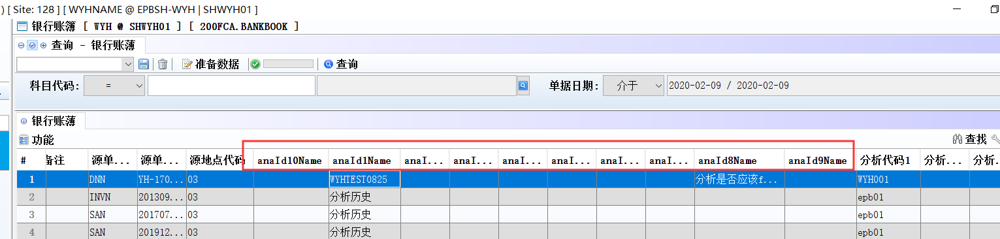 ) [ Site: 128 ] [ WYHNAME @ EPBSH-WYH | SHWYH01 ]
银行账簿 [ WYH @ SHWYH01 ] [ 200FCA.BANKBOOK ]
查询 - 银行账薄
准备数据 查询
科目代码: = 单据日期: 介于 2020-02-09 / 2020-02-09
银行账薄
功能 查找
# 备注 源单... 源单... 源地点代码 anaId10Name anaId1Name anaI... anaI... anaI... anaI... anaI... anaI... anaId8Name anaId9Name 分析代码1 分析... 分析.
1 DNN YH-170... 03 WYHTEST0825 分析是否应该f... WYH001
2 INVN 201309... 03 分析历史 epb01
3 SAN 201707... 03 分析历史 epb01
4 SAN 201912... 03 分析历史 epb01